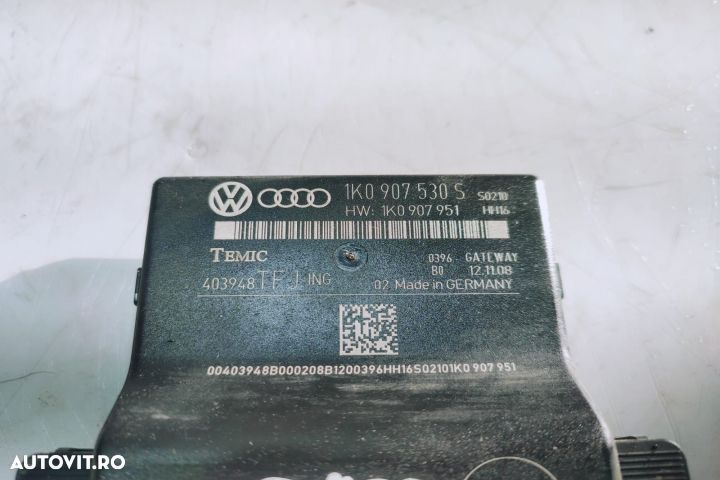 1K0 907 530 S S0210
HW: 1K0 907 951 HH16
TEMIC 0396 GATEWAY
B0 12.11.08
403948 TFJ ING 02 Made in GERMANY
00403948B000208B1200396HH16S02101K0 907 951
AUTOVIT.RO